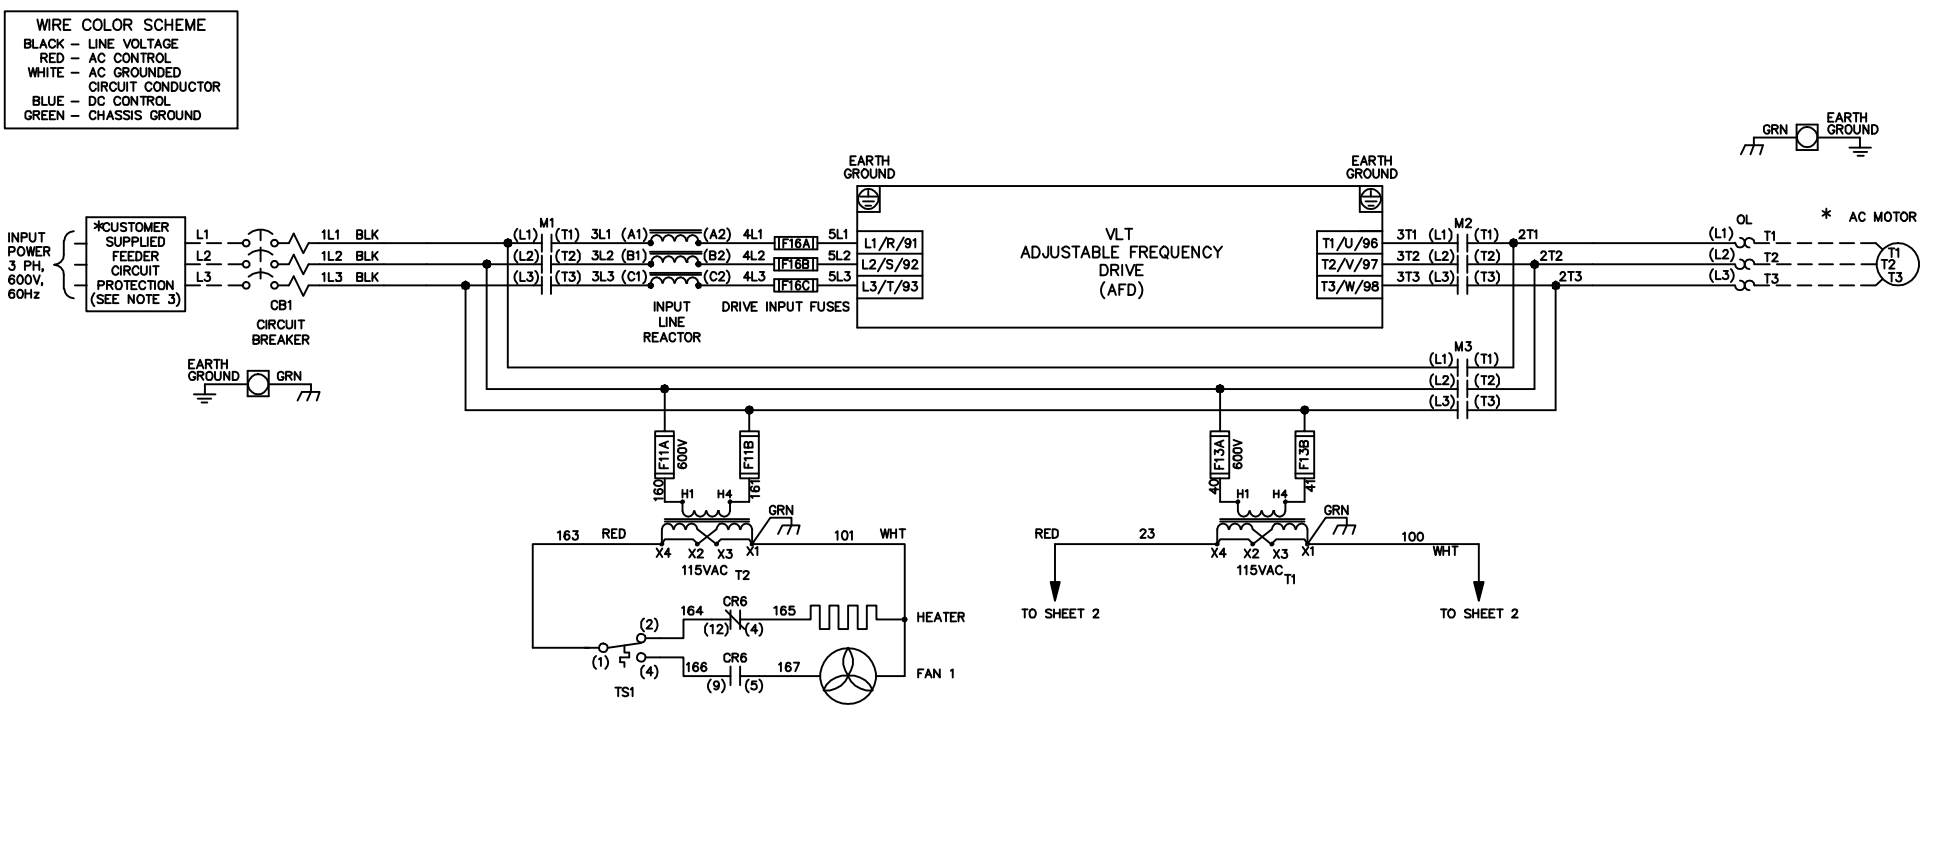 WIRE COLOR SCHEME
BLACK – LINE VOLTAGE
RED – AC CONTROL
WHITE – AC GROUNDED
CIRCUIT CONDUCTOR
BLUE – DC CONTROL
GREEN – CHASSIS GROUND
GRN
EARTH
GROUND
EARTH
GROUND
EARTH
GROUND
INPUT
POWER
3 PH,
600V,
60Hz
*CUSTOMER
SUPPLIED
FEEDER
CIRCUIT
PROTECTION
(SEE NOTE 3)
L1
L2
L3
CB1
CIRCUIT
BREAKER
1L1 BLK
1L2 BLK
1L3 BLK
M1
(L1) (T1) 3L1 (A1) (A2) 4L1 F16A 5L1 L1/R/91
(L2) (T2) 3L2 (B1) (B2) 4L2 F16B 5L2 L2/S/92
(L3) (T3) 3L3 (C1) (C2) 4L3 F16C 5L3 L3/T/93
INPUT
LINE
REACTOR
DRIVE INPUT FUSES
VLT
ADJUSTABLE FREQUENCY
DRIVE
(AFD)
M2
T1/U/96 3T1 (L1) (T1) 2T1
T2/V/97 3T2 (L2) (T2) 2T2
T3/W/98 3T3 (L3) (T3) 2T3
OL
(L1) T1
(L2) T2
(L3) T3
* AC MOTOR
T1
T2
T3
M3
(L1) (T1)
(L2) (T2)
(L3) (T3)
EARTH
GROUND
GRN
F11A
600V
F11B
160
161
H1 H4
GRN
163 RED
101 WHT
X4 X2 X3 X1
115VAC T2
F13A
600V
F13B
40
41
H1 H4
GRN
RED 23
100
WHT
X4 X2 X3 X1
115VAC T1
TO SHEET 2
TO SHEET 2
CR6
164 165
(12) (4)
HEATER
(2)
(1)
(4)
TS1
CR6
166 167
(9) (5)
FAN 1